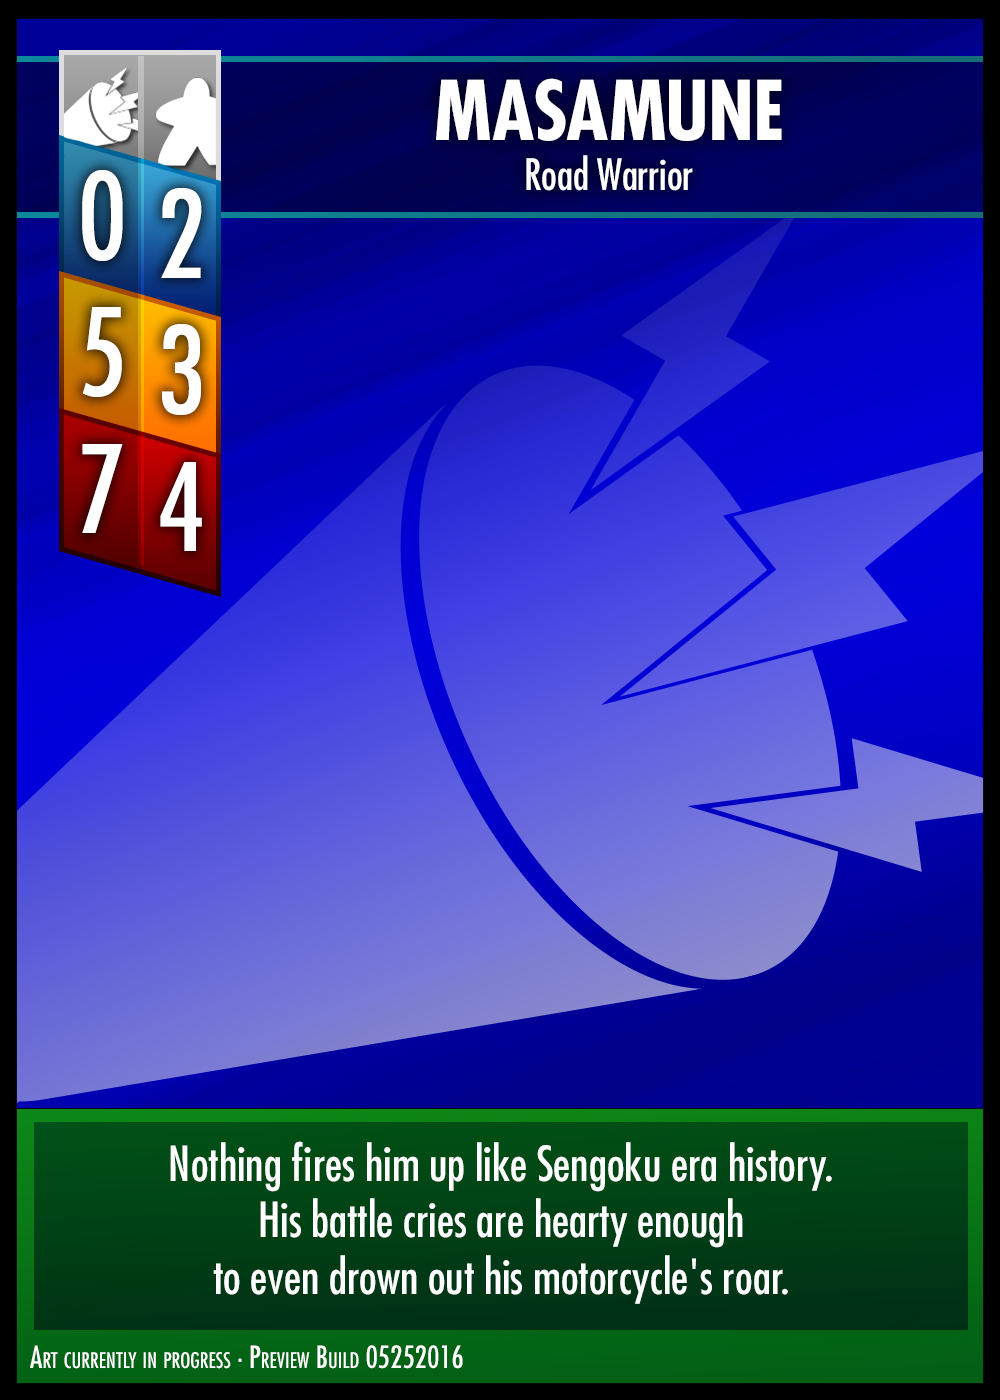 MASAMUNE
Road Warrior
0 2
5 3
7 4
Nothing fires him up like Sengoku era history.
His battle cries are hearty enough
to even drown out his motorcycle's roar.
Art currently in progress · Preview Build 05252016